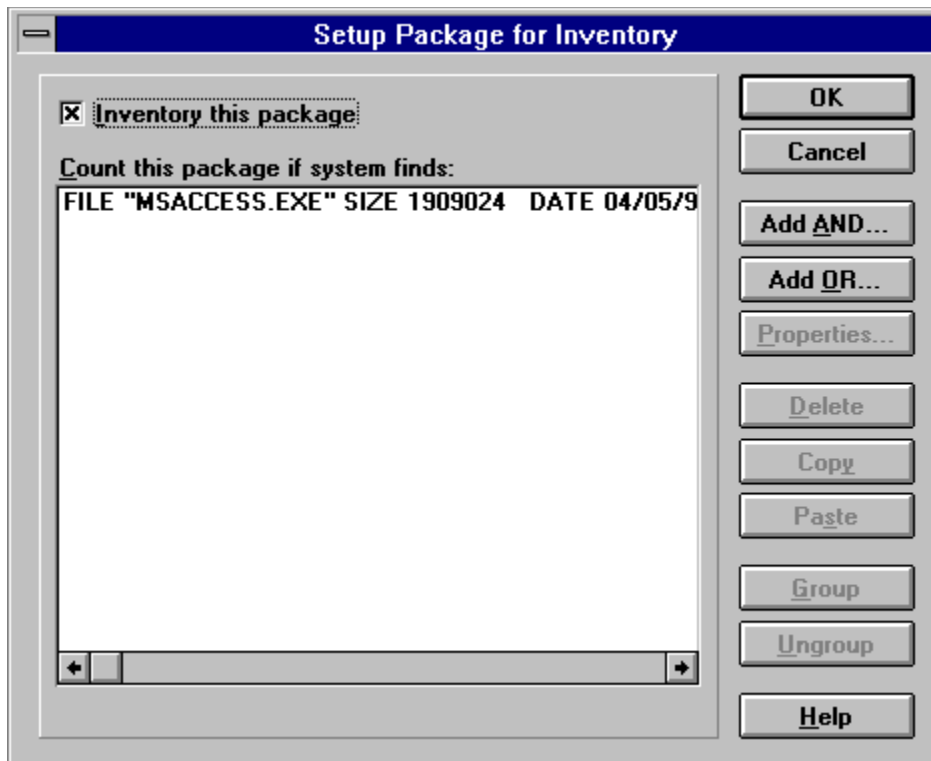 Setup Package for Inventory
Inventory this package
Count this package if system finds:
FILE "MSACCESS.EXE" SIZE 1909024   DATE 04/05/9
OK
Cancel
Add AND...
Add OR...
Properties...
Delete
Copy
Paste
Group
Ungroup
Help